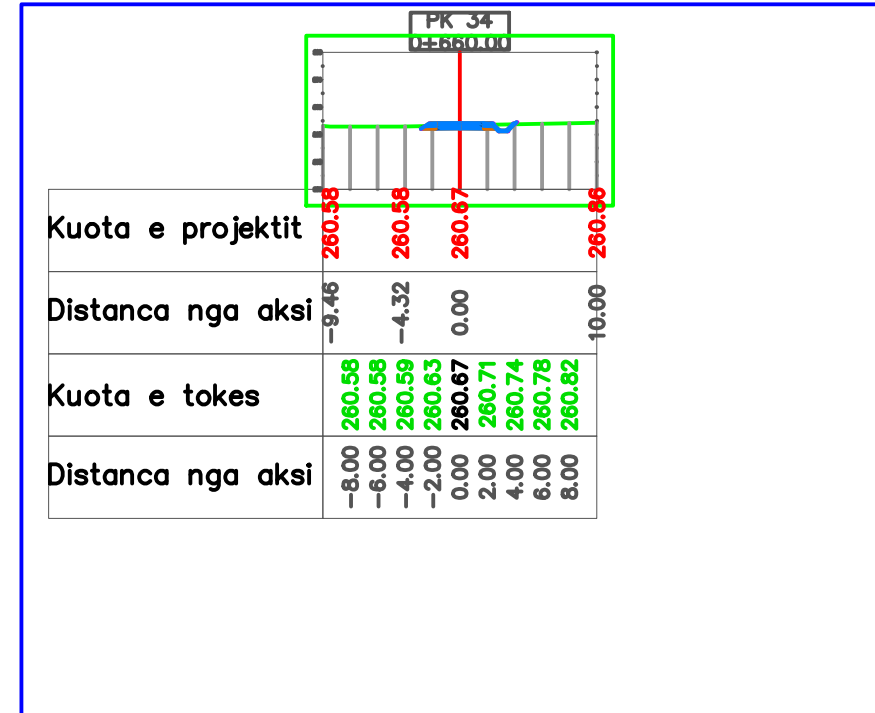 PK 34
0+660.00
Kuota e projektit 260.58 260.58 260.67 260.86
Distanca nga aksi -9.46 -4.32 0.00 10.00
Kuota e tokes 260.58 260.58 260.59 260.63 260.67 260.71 260.74 260.78 260.82
Distanca nga aksi -8.00 -6.00 -4.00 -2.00 0.00 2.00 4.00 6.00 8.00